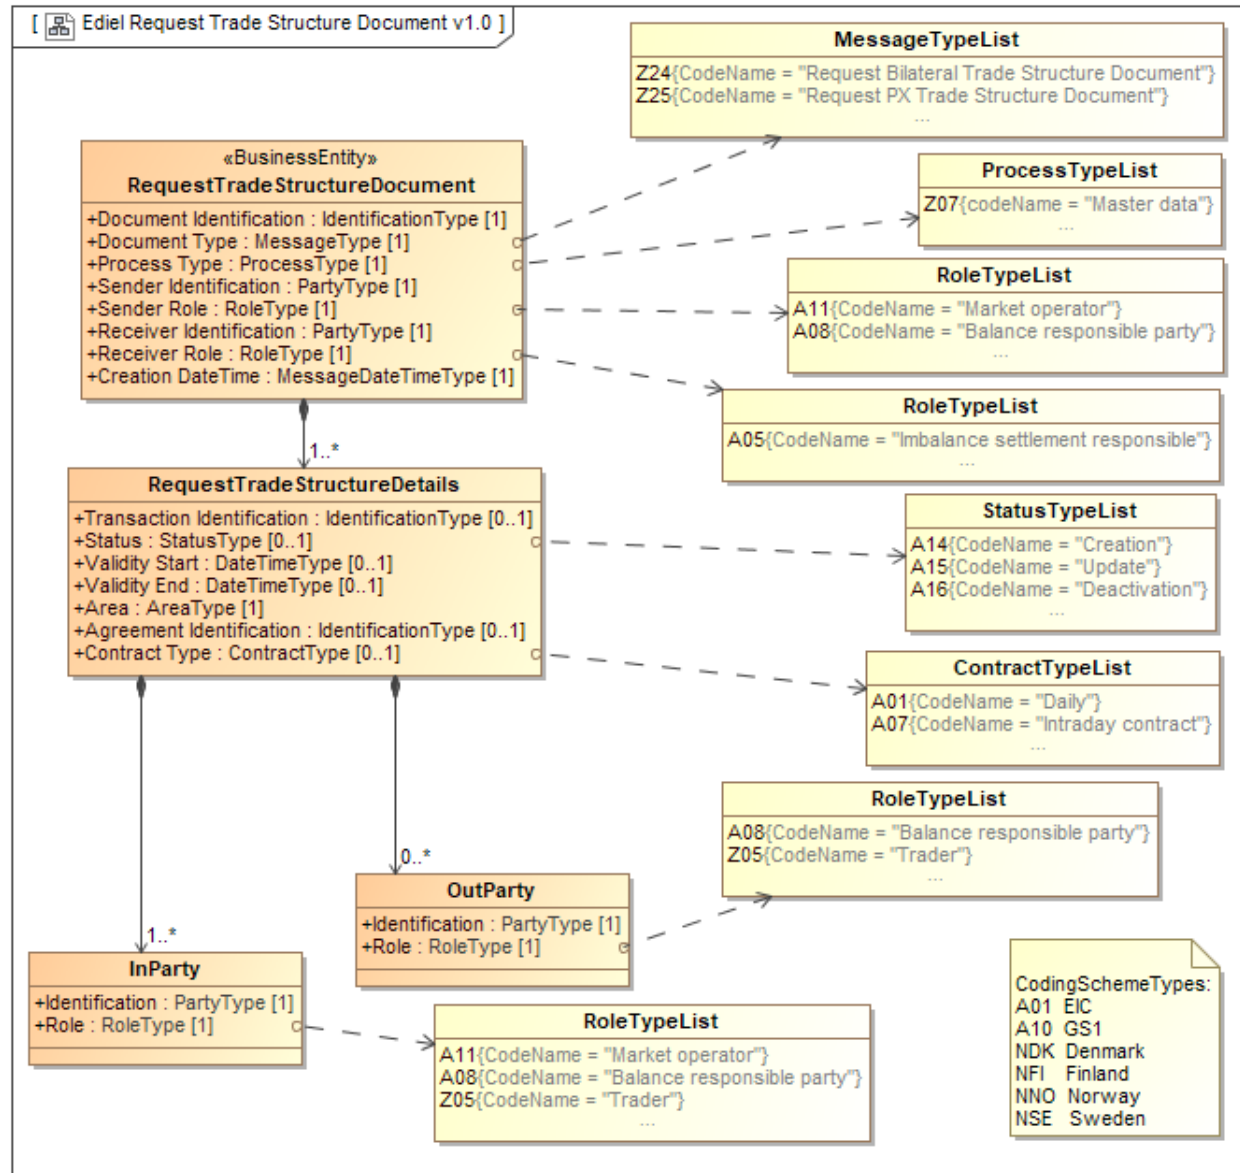 [ Ediel Request Trade Structure Document v1.0 ]
MessageTypeList
Z24{CodeName = "Request Bilateral Trade Structure Document"}
Z25{CodeName = "Request PX Trade Structure Document"}
...
«BusinessEntity»
RequestTradeStructureDocument
+Document Identification : IdentificationType [1]
+Document Type : MessageType [1]
+Process Type : ProcessType [1]
+Sender Identification : PartyType [1]
+Sender Role : RoleType [1]
+Receiver Identification : PartyType [1]
+Receiver Role : RoleType [1]
+Creation DateTime : MessageDateTimeType [1]
ProcessTypeList
Z07{codeName = "Master data"}
...
RoleTypeList
A11{CodeName = "Market operator"}
A08{CodeName = "Balance responsible party"}
...
RoleTypeList
A05{CodeName = "Imbalance settlement responsible"}
...
1..*
RequestTradeStructureDetails
+Transaction Identification : IdentificationType [0..1]
+Status : StatusType [0..1]
+Validity Start : DateTimeType [0..1]
+Validity End : DateTimeType [0..1]
+Area : AreaType [1]
+Agreement Identification : IdentificationType [0..1]
+Contract Type : ContractType [0..1]
StatusTypeList
A14{CodeName = "Creation"}
A15{CodeName = "Update"}
A16{CodeName = "Deactivation"}
...
ContractTypeList
A01{CodeName = "Daily"}
A07{CodeName = "Intraday contract"}
...
RoleTypeList
A08{CodeName = "Balance responsible party"}
Z05{CodeName = "Trader"}
...
0..*
OutParty
+Identification : PartyType [1]
+Role : RoleType [1]
1..*
InParty
+Identification : PartyType [1]
+Role : RoleType [1]
RoleTypeList
A11{CodeName = "Market operator"}
A08{CodeName = "Balance responsible party"}
Z05{CodeName = "Trader"}
...
CodingSchemeTypes:
A01 EIC
A10 GS1
NDK Denmark
NFI Finland
NNO Norway
NSE Sweden